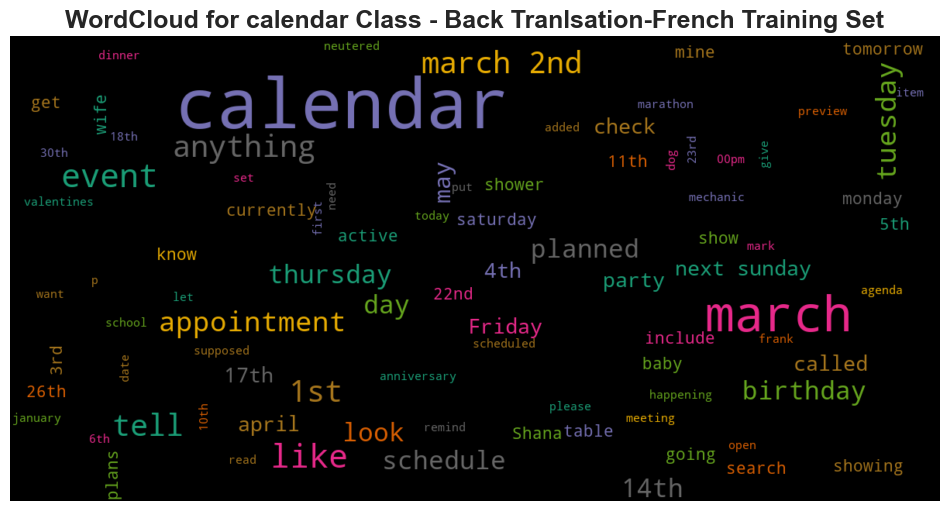 WordCloud for calendar Class - Back Tranlsation-French Training Set
neutered
dinner
march 2nd
mine
tomorrow
calendar
tuesday
item
get
wife
marathon
preview
18th
added
check
anything
30th
11th
dog
23rd
00pm
give
event
set
may
put
shower
need
mechanic
monday
valentines
currently
first
today
saturday
5th
active
show
mark
know
planned
thursday
4th
next sunday
party
p
want
let
22nd
agenda
day
march
school
appointment
Friday
include
frank
scheduled
supposed
3rd
date
baby
called
17th
anniversary
26th
1st
happening
birthday
please
january
10th
meeting
tell
april
look
remind
Shana
table
6th
open
like
schedule
going
plans
read
search
showing
14th